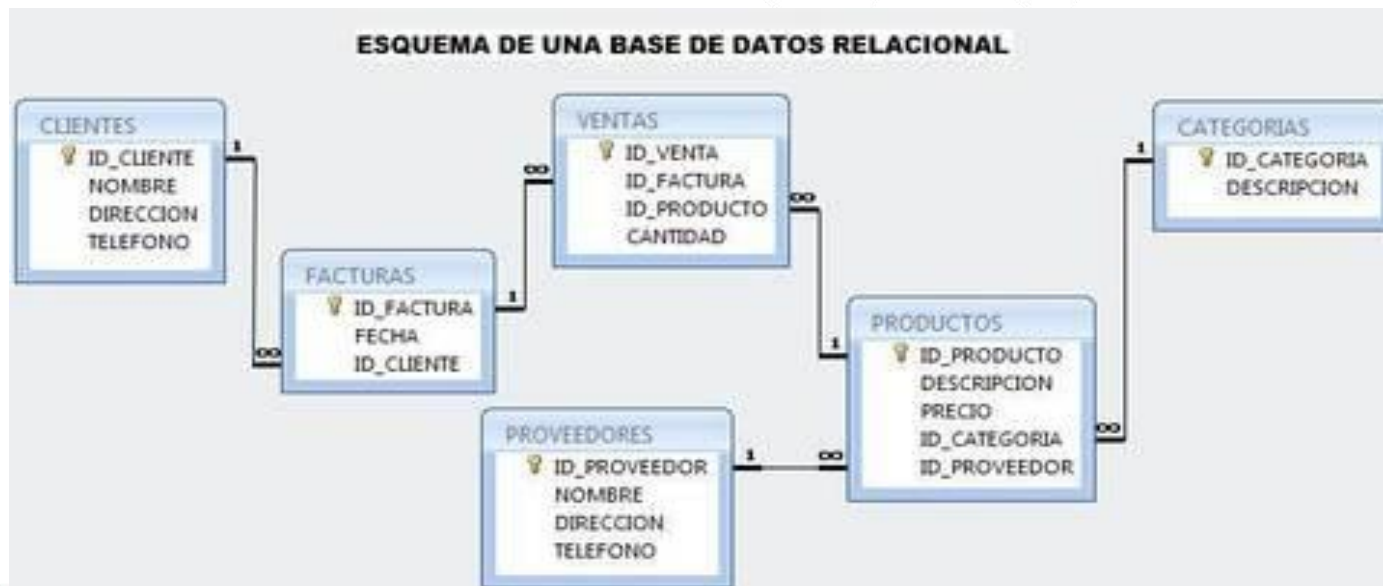 ESQUEMA DE UNA BASE DE DATOS RELACIONAL
CLIENTES
ID_CLIENTE
NOMBRE
DIRECCION
TELEFONO
1
∞
FACTURAS
ID_FACTURA
FECHA
ID_CLIENTE
1
∞
VENTAS
ID_VENTA
ID_FACTURA
ID_PRODUCTO
CANTIDAD
∞
1
PROVEEDORES
ID_PROVEEDOR
NOMBRE
DIRECCION
TELEFONO
1
∞
PRODUCTOS
ID_PRODUCTO
DESCRIPCION
PRECIO
ID_CATEGORIA
ID_PROVEEDOR
∞
1
CATEGORIAS
ID_CATEGORIA
DESCRIPCION